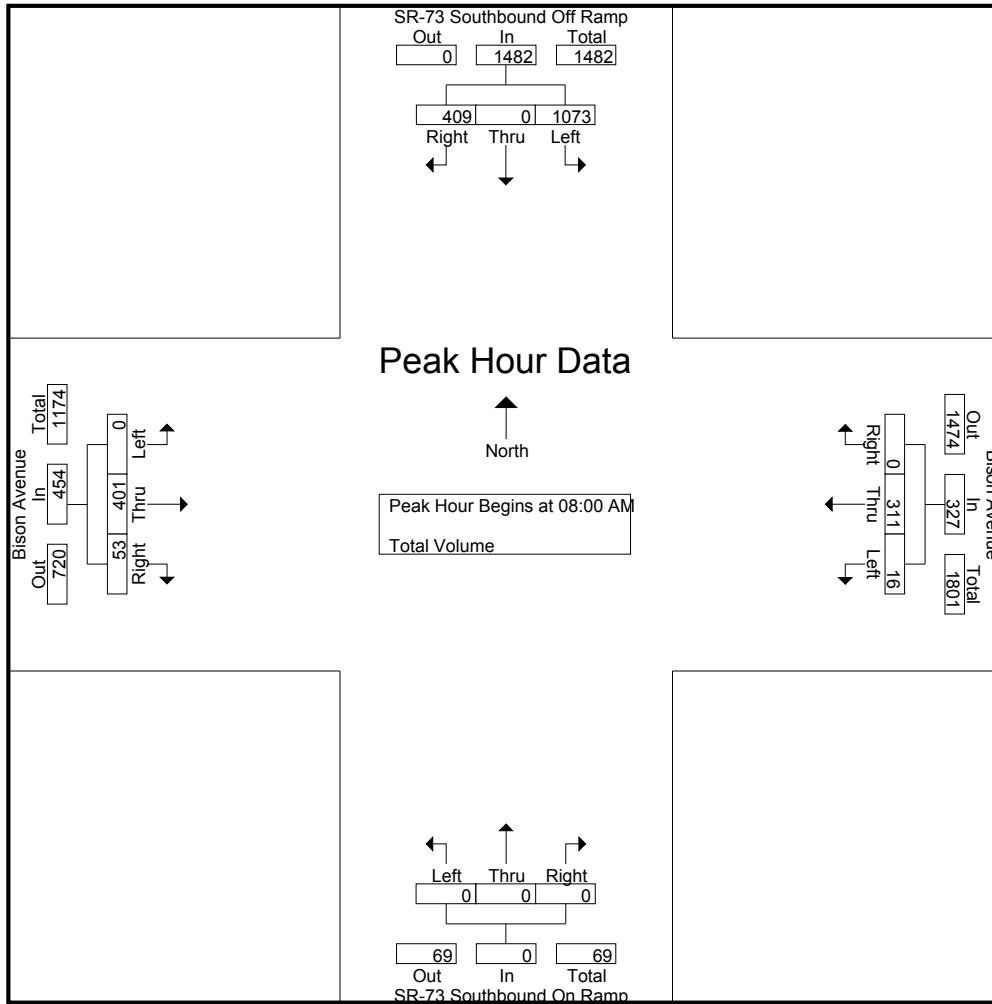 SR-73 Southbound Off Ramp
Out In Total
0 1482 1482
409 0 1073
Right Thru Left
Peak Hour Data
North
Peak Hour Begins at 08:00 AM
Total Volume
Bison Avenue
Out In Total
720 454 1174
53 401 0
Right Thru Left
Bison Avenue
Out In Total
1474 327 1801
0 311 16
Right Thru Left
Left Thru Right
0 0 0
69 0 69
Out In Total
SR-73 Southbound On Ramp